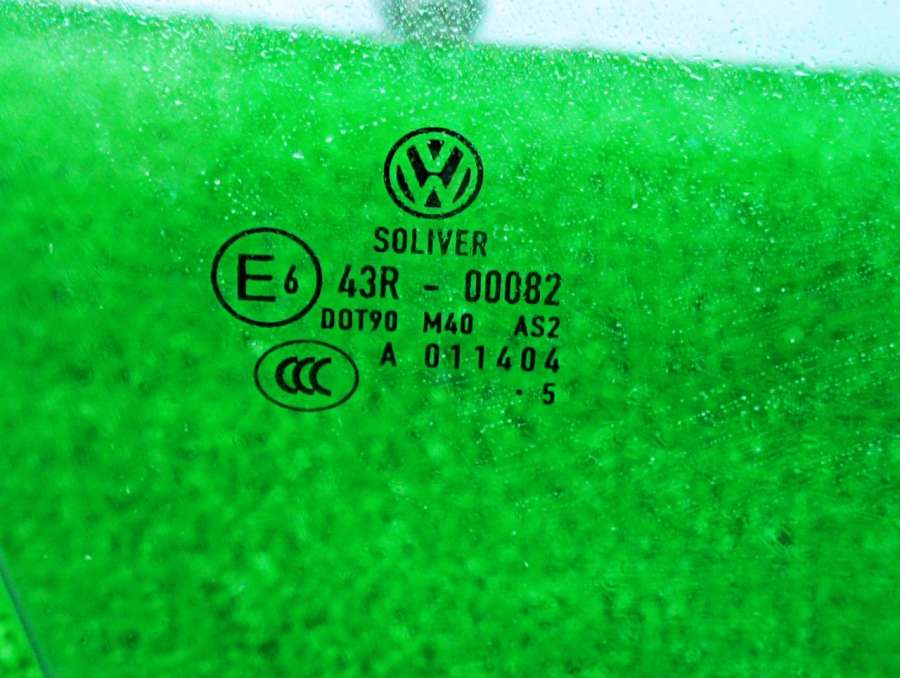 SOLIVER
E6 43R - 00082
DOT90 M40 AS2
CCC A 011404
· 5